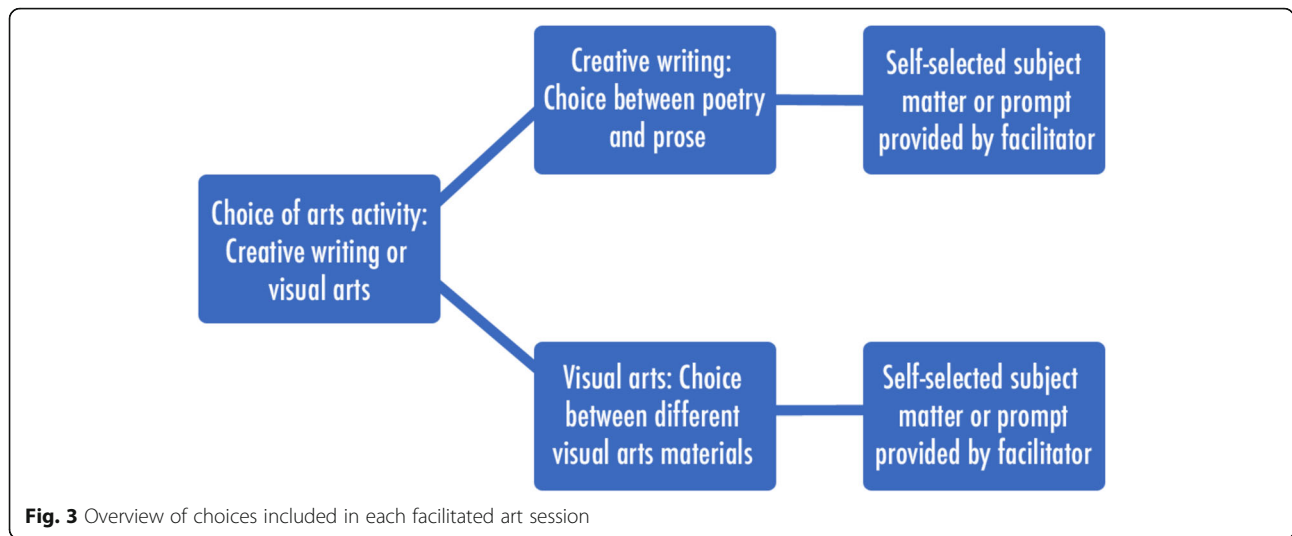 Creative writing:
Choice between poetry
and prose
Self-selected subject
matter or prompt
provided by facilitator
Choice of arts activity:
Creative writing or
visual arts
Visual arts: Choice
between different
visual arts materials
Self-selected subject
matter or prompt
provided by facilitator
Fig. 3 Overview of choices included in each facilitated art session